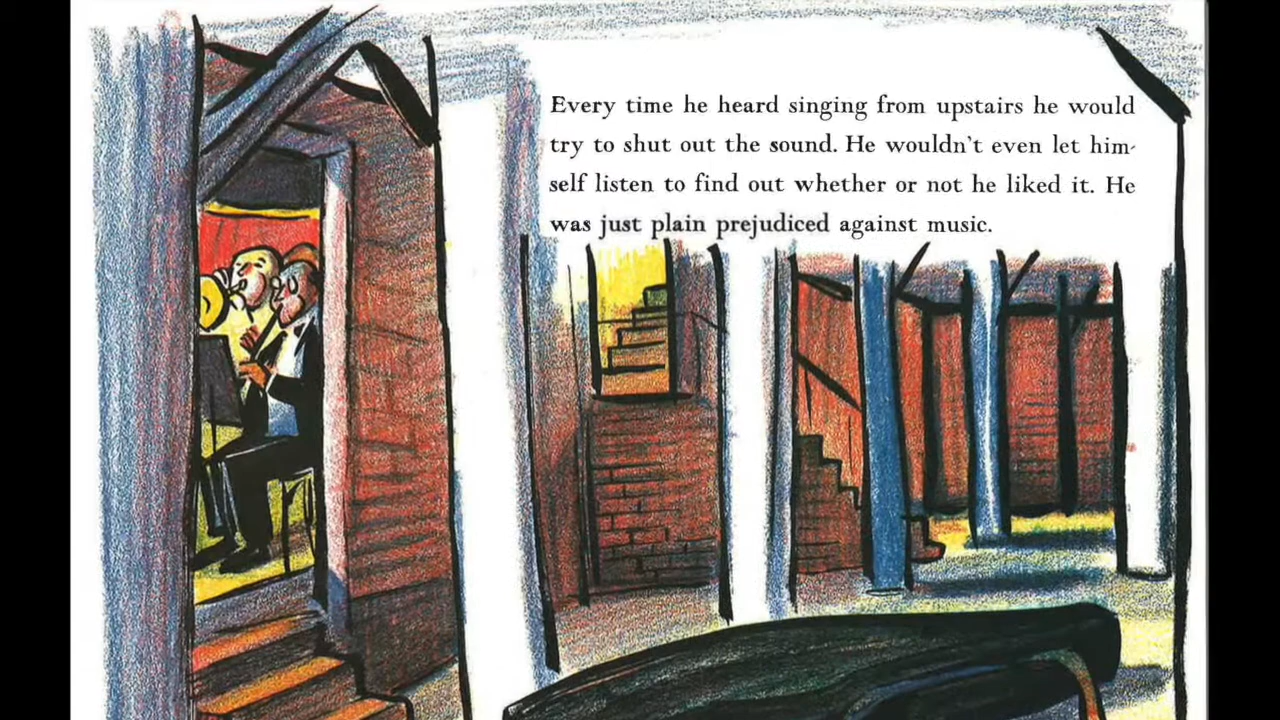 Every time he heard singing from upstairs he would
try to shut out the sound. He wouldn't even let him-
self listen to find out whether or not he liked it. He
was just plain prejudiced against music.